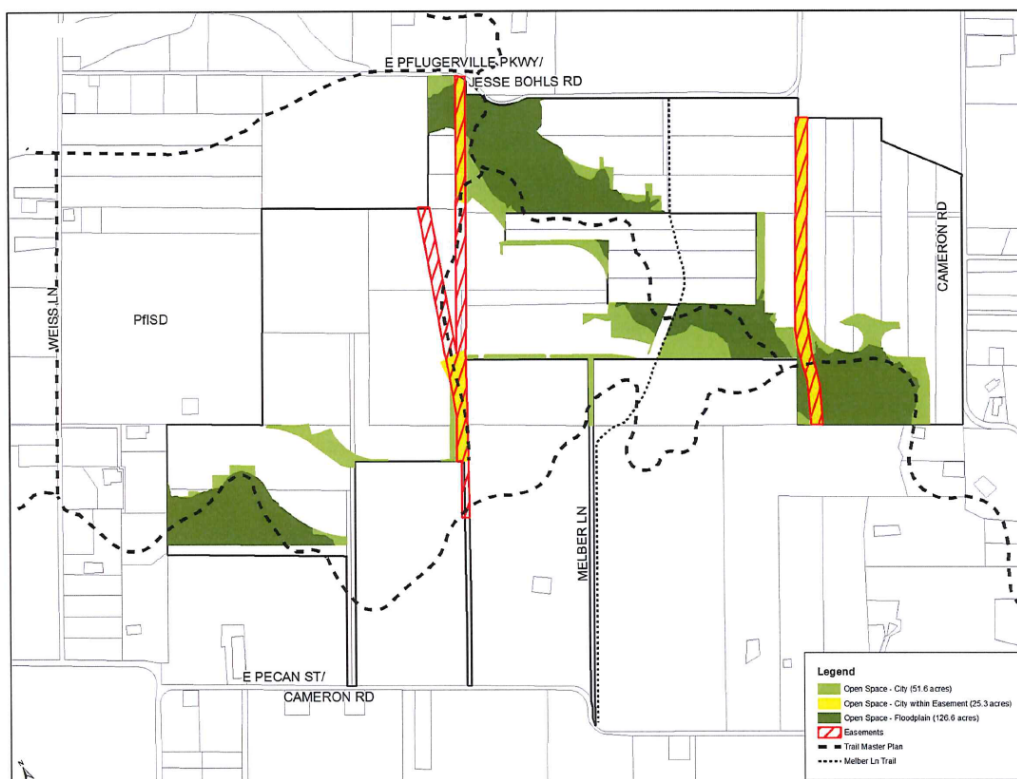 E PFLUGERVILLE PKWY/
JESSE BOHLS RD
WEISS LN
PfISD
CAMERON RD
MELBER LN
E PECAN ST/
CAMERON RD
Legend
Open Space - City (51.6 acres)
Open Space - City within Easement (25.3 acres)
Open Space - Floodplain (126.6 acres)
Easements
Trail Master Plan
Melber Ln Trail
N